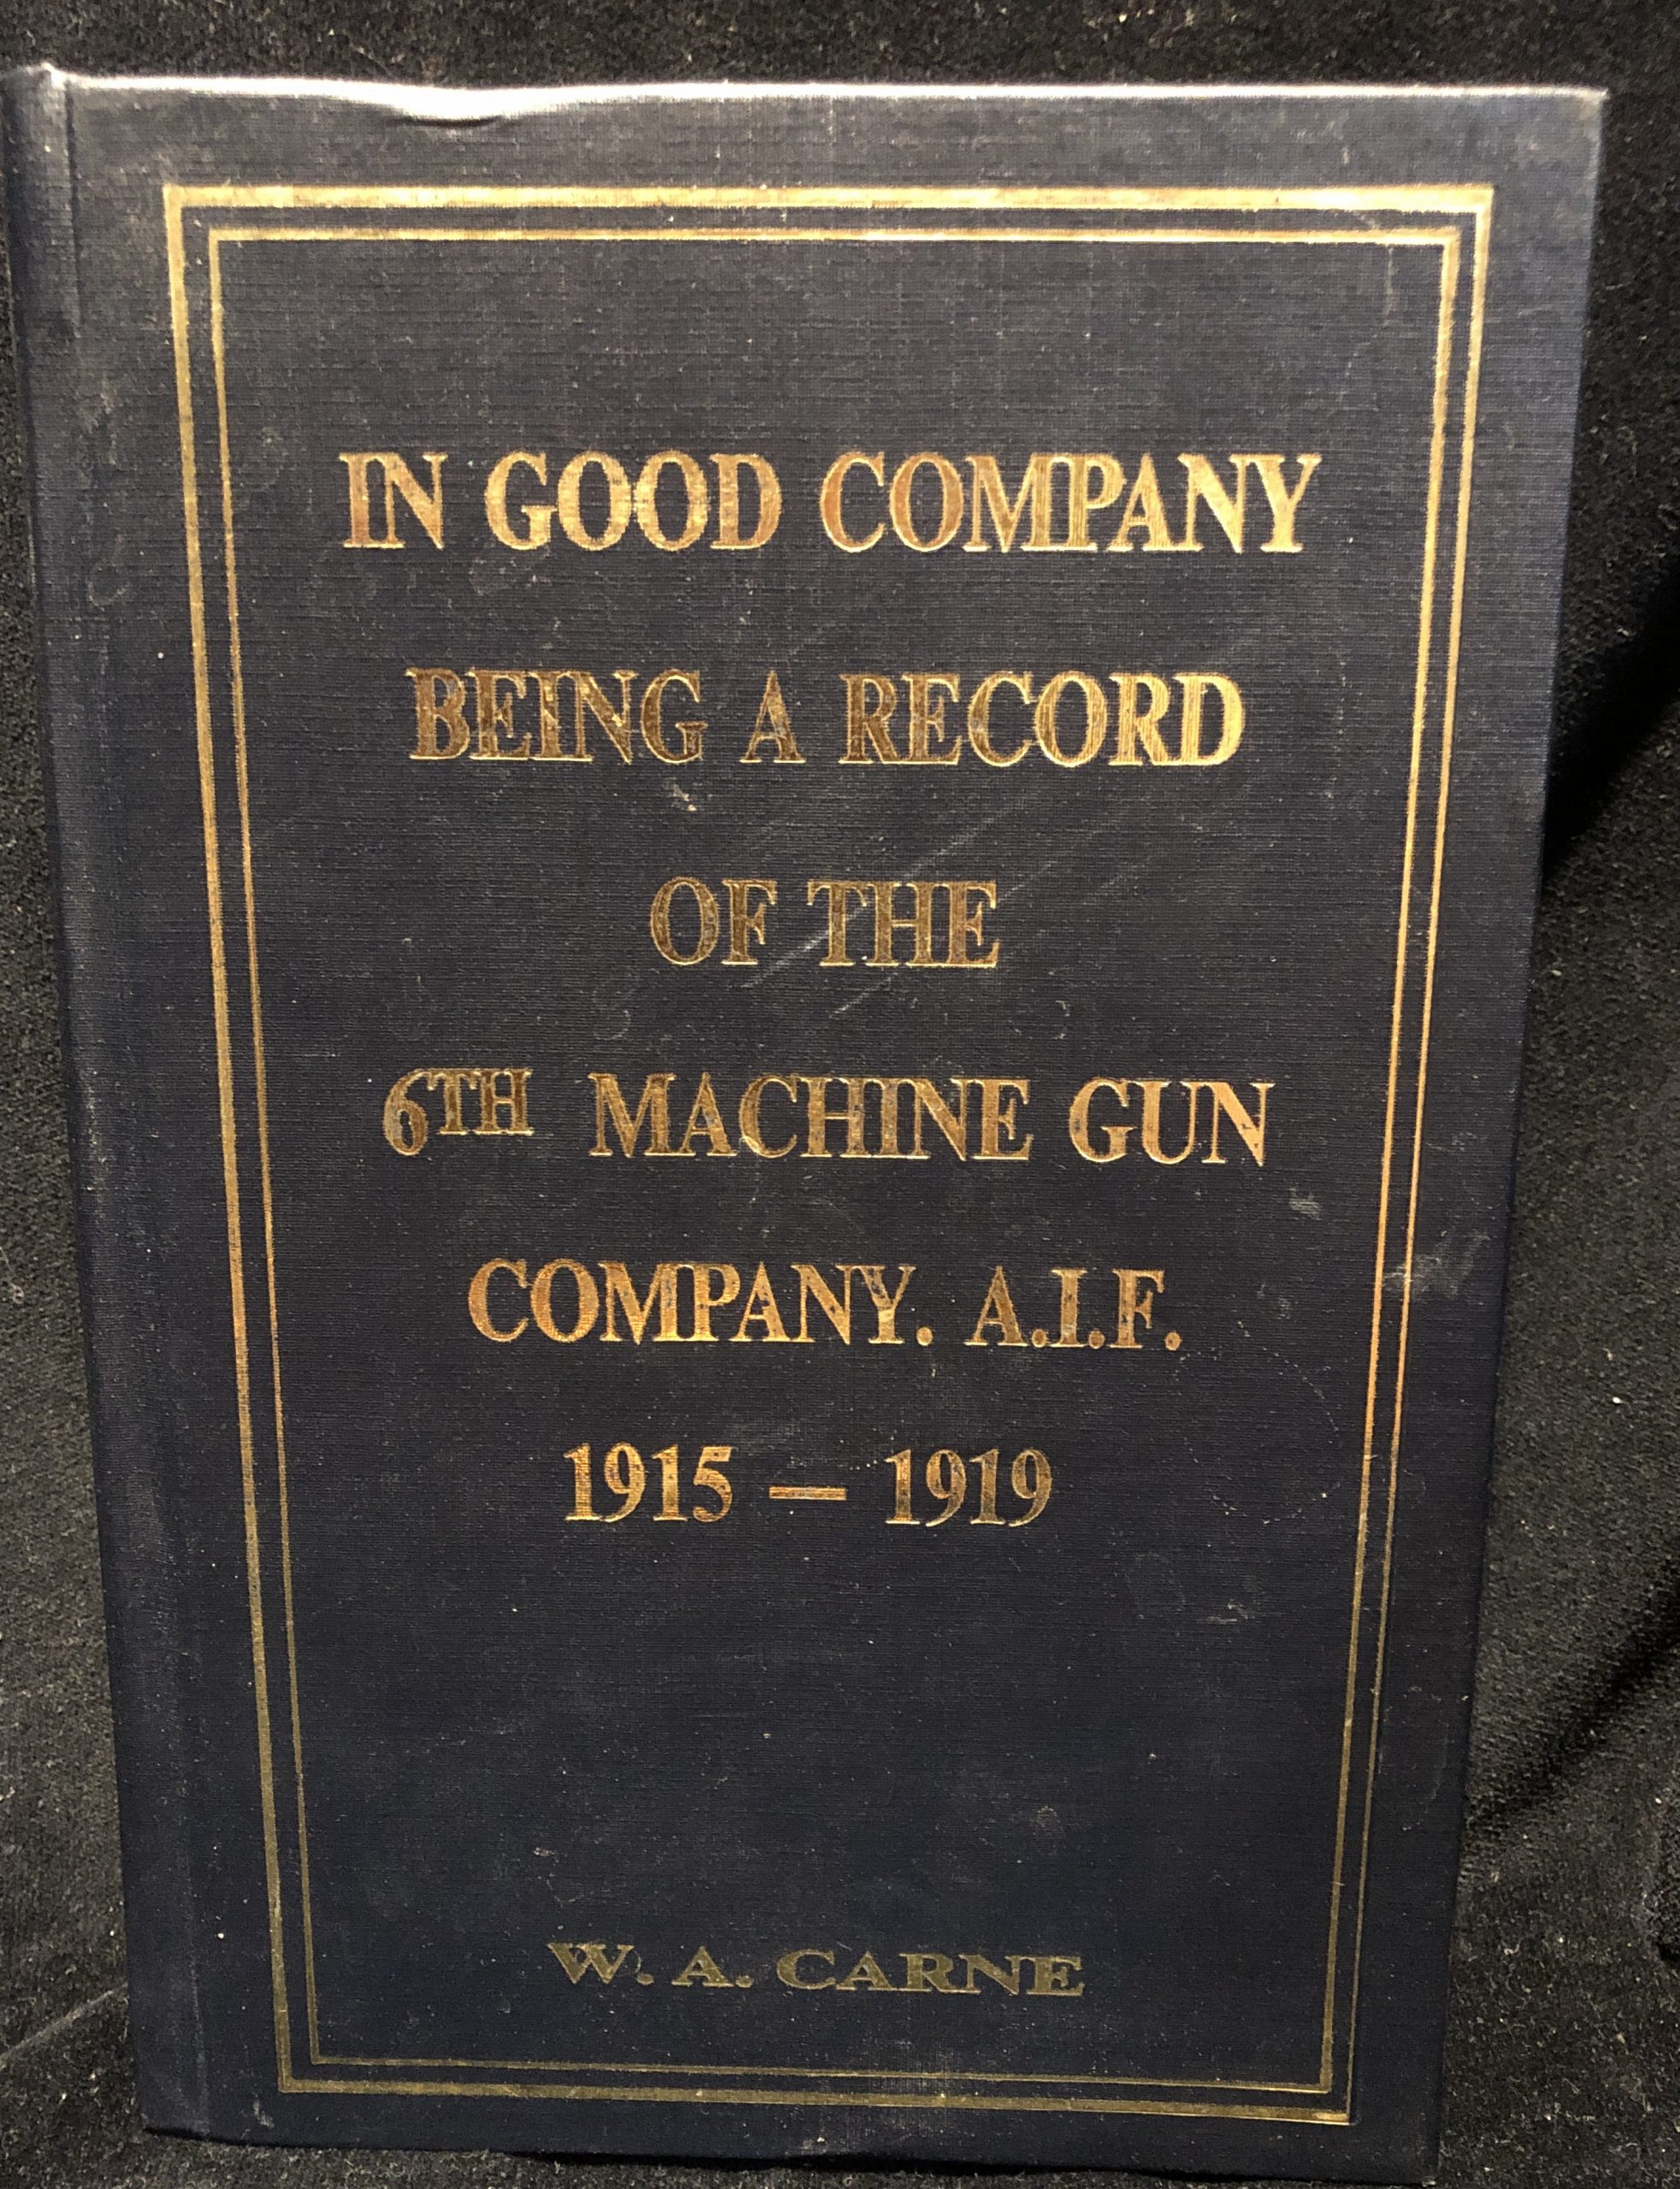 IN GOOD COMPANY
BEING A RECORD
OF THE
6TH MACHINE GUN
COMPANY. A.I.F.
1915 — 1919
W. A. CARNE